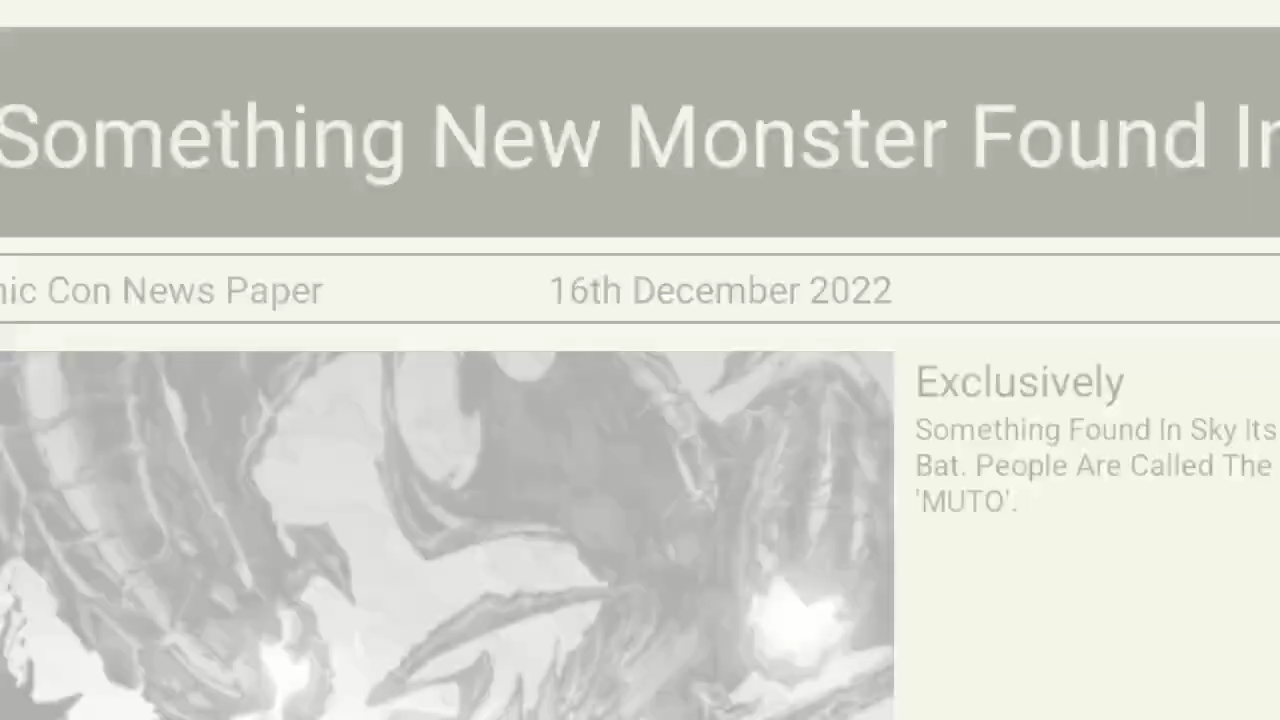 Something New Monster Found In
nic Con News Paper 16th December 2022
Exclusively
Something Found In Sky Its
Bat. People Are Called The
'MUTO'.